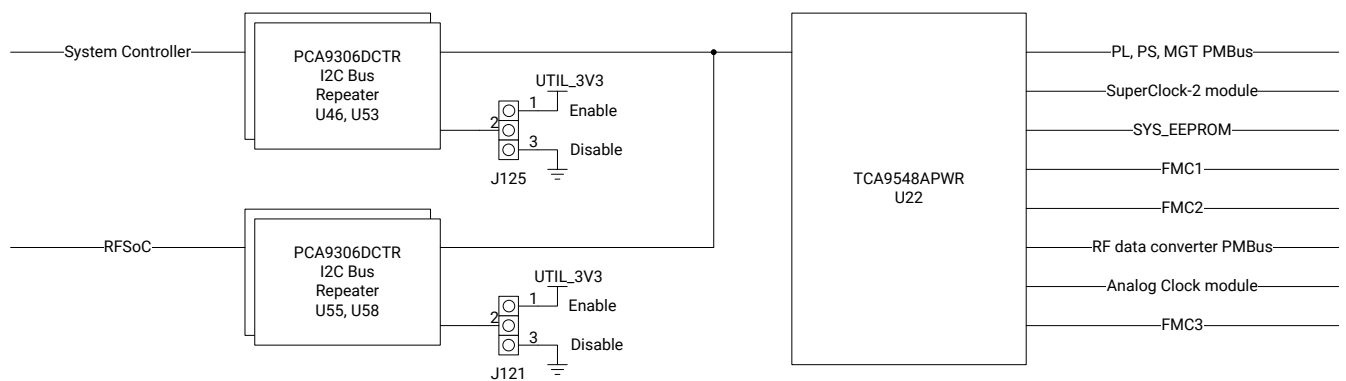 System Controller
PCA9306DCTR
I2C Bus
Repeater
U46, U53
UTIL_3V3
1
Enable
2
3
Disable
J125
RFSoC
PCA9306DCTR
I2C Bus
Repeater
U55, U58
UTIL_3V3
1
Enable
2
3
Disable
J121
TCA9548APWR
U22
PL, PS, MGT PMBus
SuperClock-2 module
SYS_EEPROM
FMC1
FMC2
RF data converter PMBus
Analog Clock module
FMC3